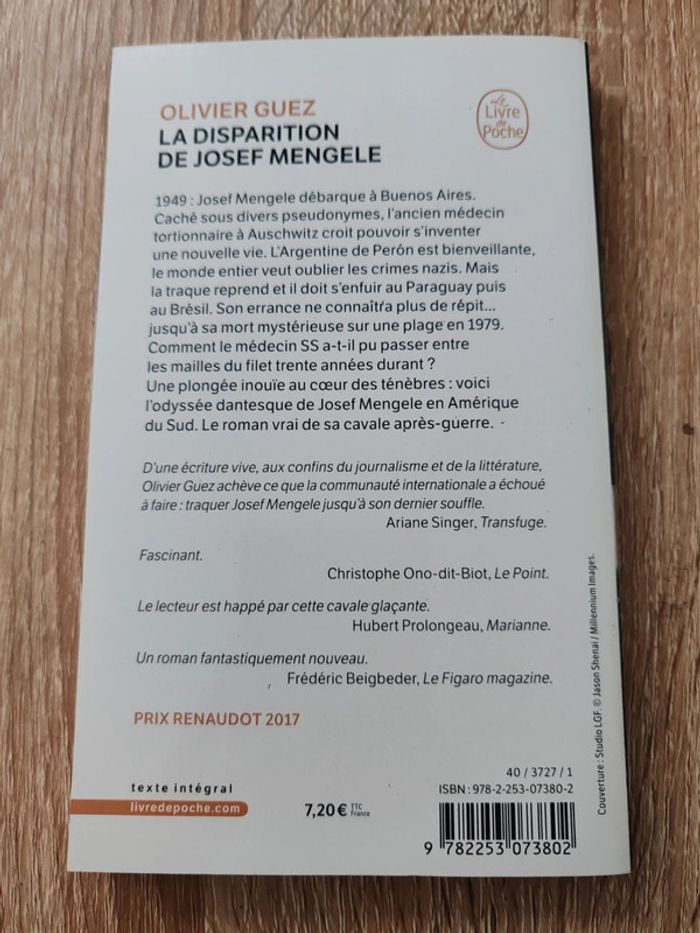 OLIVIER GUEZ
LA DISPARITION
DE JOSEF MENGELE
Le
Livre
de
Poche
1949 : Josef Mengele débarque à Buenos Aires.
Caché sous divers pseudonymes, l'ancien médecin
tortionnaire à Auschwitz croit pouvoir s'inventer
une nouvelle vie. L'Argentine de Perón est bienveillante,
le monde entier veut oublier les crimes nazis. Mais
la traque reprend et il doit s'enfuir au Paraguay puis
au Brésil. Son errance ne connaîtra plus de répit...
jusqu'à sa mort mystérieuse sur une plage en 1979.
Comment le médecin SS a-t-il pu passer entre
les mailles du filet trente années durant ?
Une plongée inouïe au cœur des ténèbres : voici
l'odyssée dantesque de Josef Mengele en Amérique
du Sud. Le roman vrai de sa cavale après-guerre.
D'une écriture vive, aux confins du journalisme et de la littérature,
Olivier Guez achève ce que la communauté internationale a échoué
à faire : traquer Josef Mengele jusqu'à son dernier souffle.
Ariane Singer, Transfuge.
Fascinant.
Christophe Ono-dit-Biot, Le Point.
Le lecteur est happé par cette cavale glaçante.
Hubert Prolongeau, Marianne.
Un roman fantastiquement nouveau.
Frédéric Beigbeder, Le Figaro magazine.
PRIX RENAUDOT 2017
Couverture : Studio LGF. © Jason Shenai / Millennium Images.
texte intégral
livredepoche.com
7,20 € TTC
France
40 / 3727 / 1
ISBN : 978-2-253-07380-2
9 782253 073802